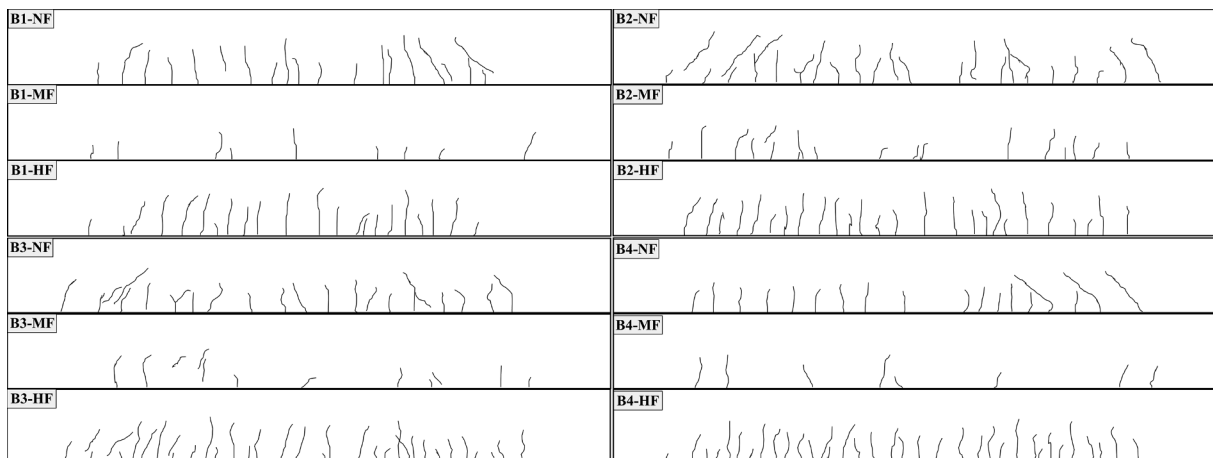 B1-NF
B2-NF
B1-MF
B2-MF
B1-HF
B2-HF
B3-NF
B4-NF
B3-MF
B4-MF
B3-HF
B4-HF